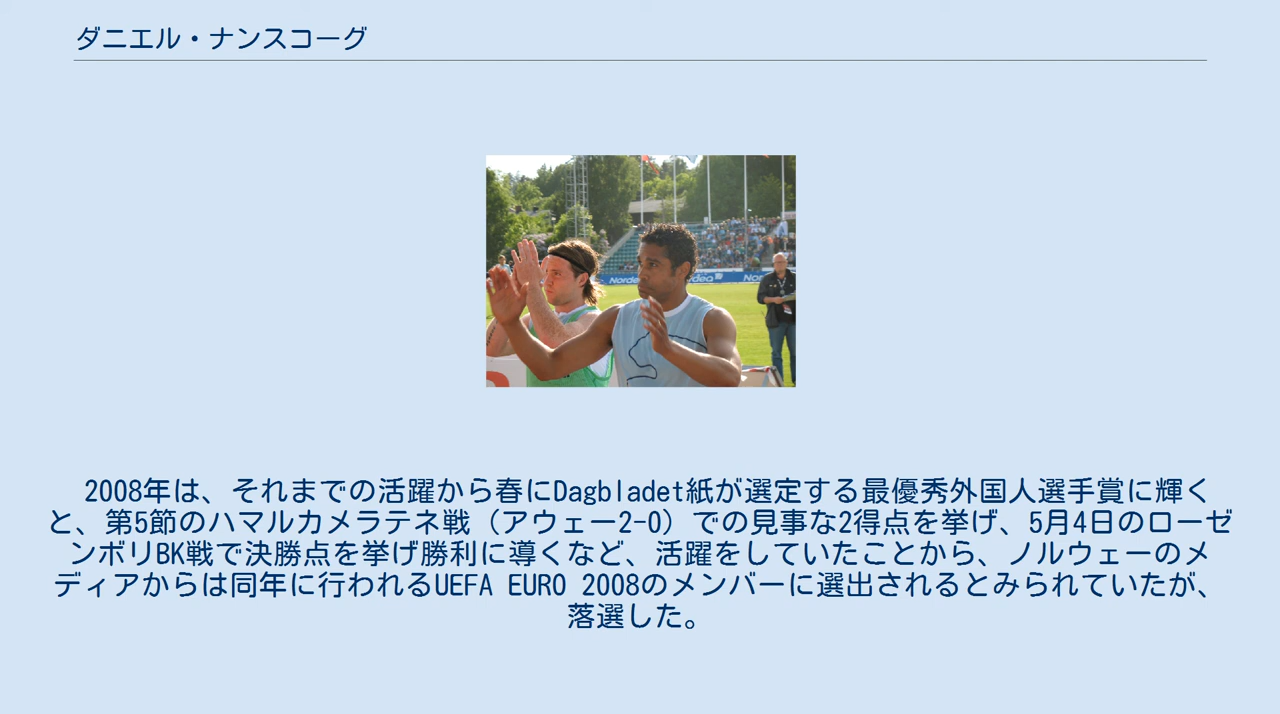 ダニエル・ナンスコーグ
Nordea
Nordea
2008年は、それまでの活躍から春にDagbladet紙が選定する最優秀外国人選手賞に輝く
と、第5節のハマルカメラテネ戦（アウェー2-0）での見事な2得点を挙げ、5月4日のローゼ
ンボリBK戦で決勝点を挙げ勝利に導くなど、活躍をしていたことから、ノルウェーのメ
ディアからは同年に行われるUEFA EURO 2008のメンバーに選出されるとみられていたが、
落選した。